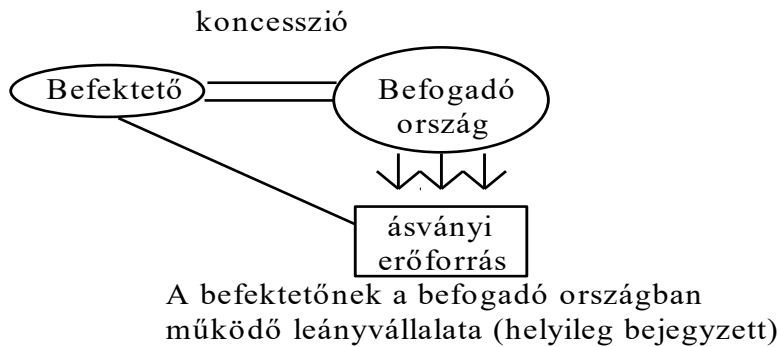 koncesszió
Befektető
Befogadó
ország
ásványi
erőforrás
A befektetőnek a befogadó országban
működő leányvállalata (helyileg bejegyzett)